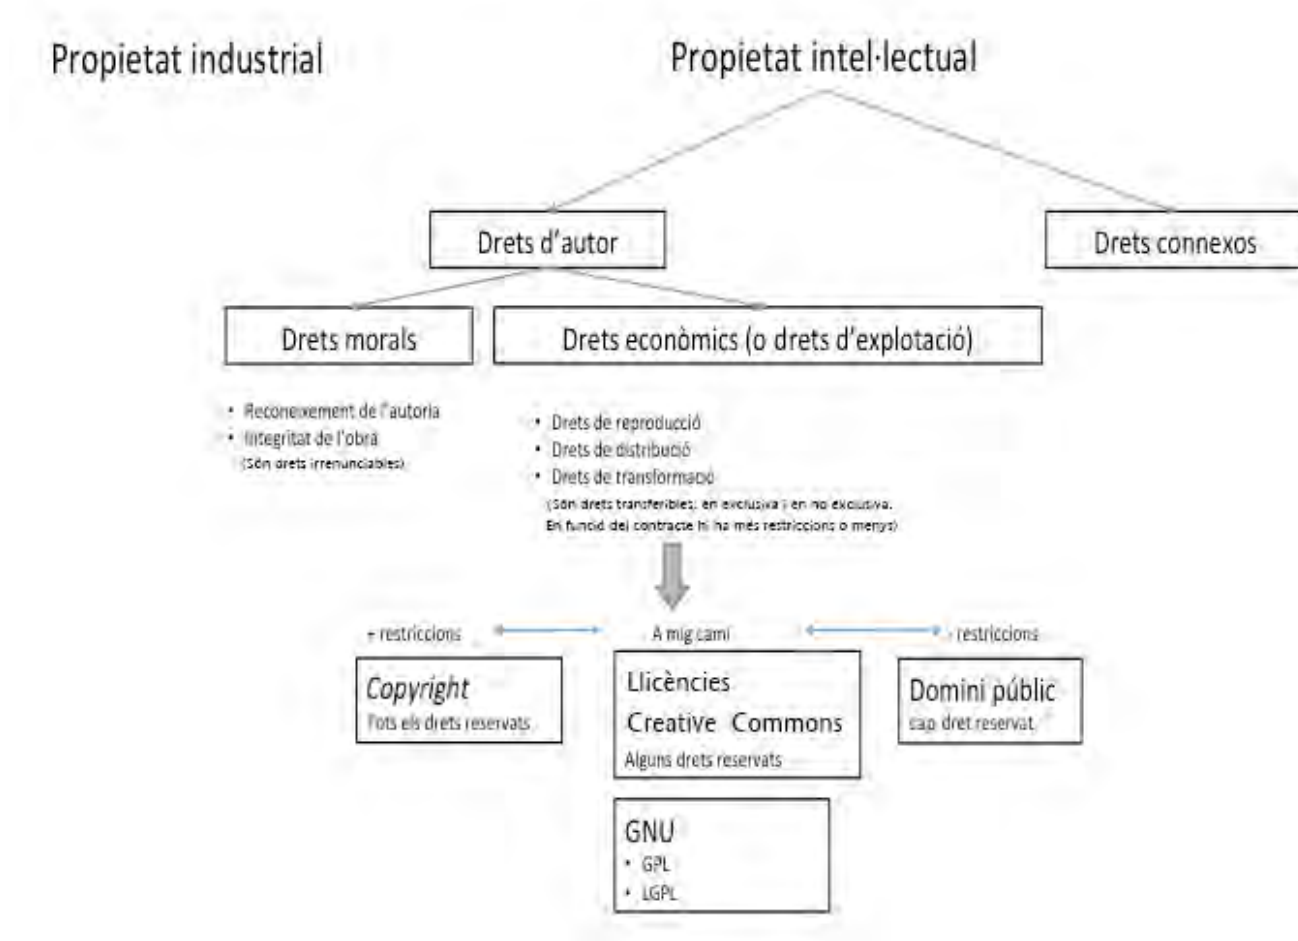 Propietat industrial
Propietat intel·lectual
Drets d'autor
Drets connexos
Drets morals
Drets econòmics (o drets d'explotació)
• Reconeixement de l'autoria
• Integritat de l'obra
(Són drets irrenunciables)
• Drets de reproducció
• Drets de distribució
• Drets de transformació
(Són drets transferibles: en exclusiva i en no exclusiva.
En funció del contracte hi ha més restriccions o menys)
+ restriccions
A mig camí
- restriccions
Copyright
Tots els drets reservats
Llicències
Creative Commons
Alguns drets reservats
Domini públic
cap dret reservat
GNU
• GPL
• LGPL